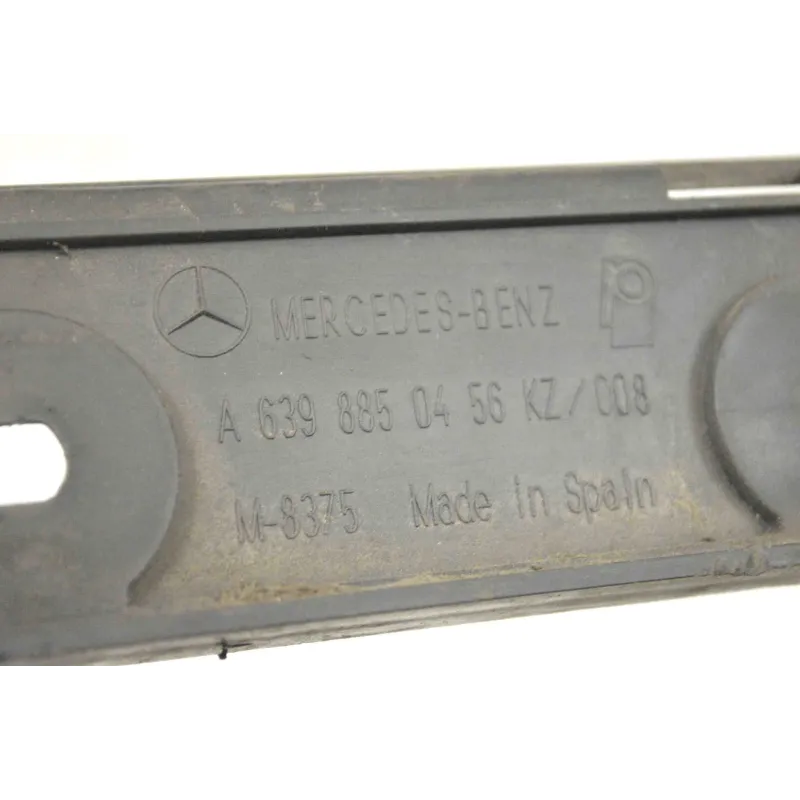 MERCEDES-BENZ
A 639 885 04 56 KZ/008
M-8375 Made In Spain